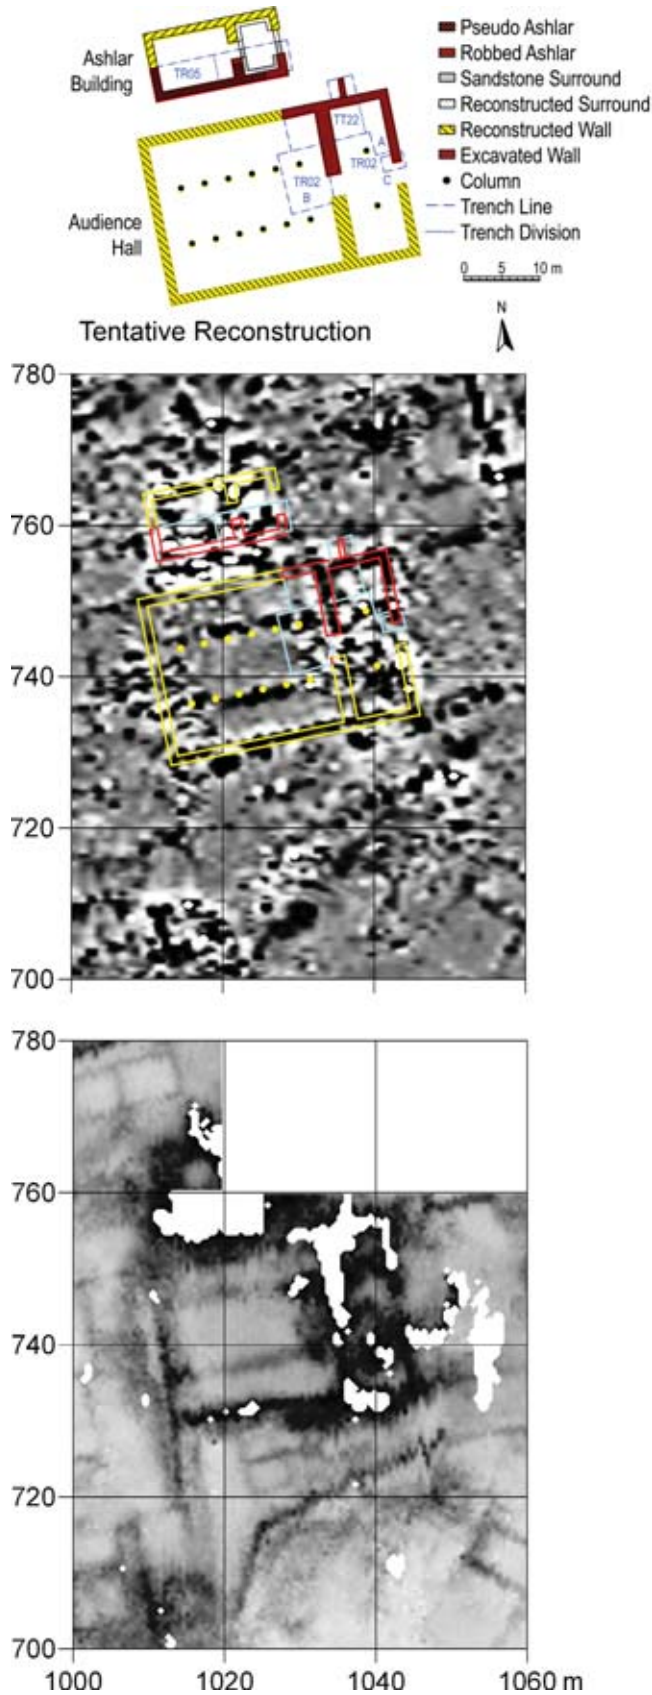 Ashlar
Building
TR05
TT22
A
TR02
C
TR02
B
Audience
Hall
Pseudo Ashlar
Robbed Ashlar
Sandstone Surround
Reconstructed Surround
Reconstructed Wall
Excavated Wall
Column
Trench Line
Trench Division
0 5 10 m
N
Tentative Reconstruction
780
760
740
720
700
780
760
740
720
700
1000 1020 1040 1060 m